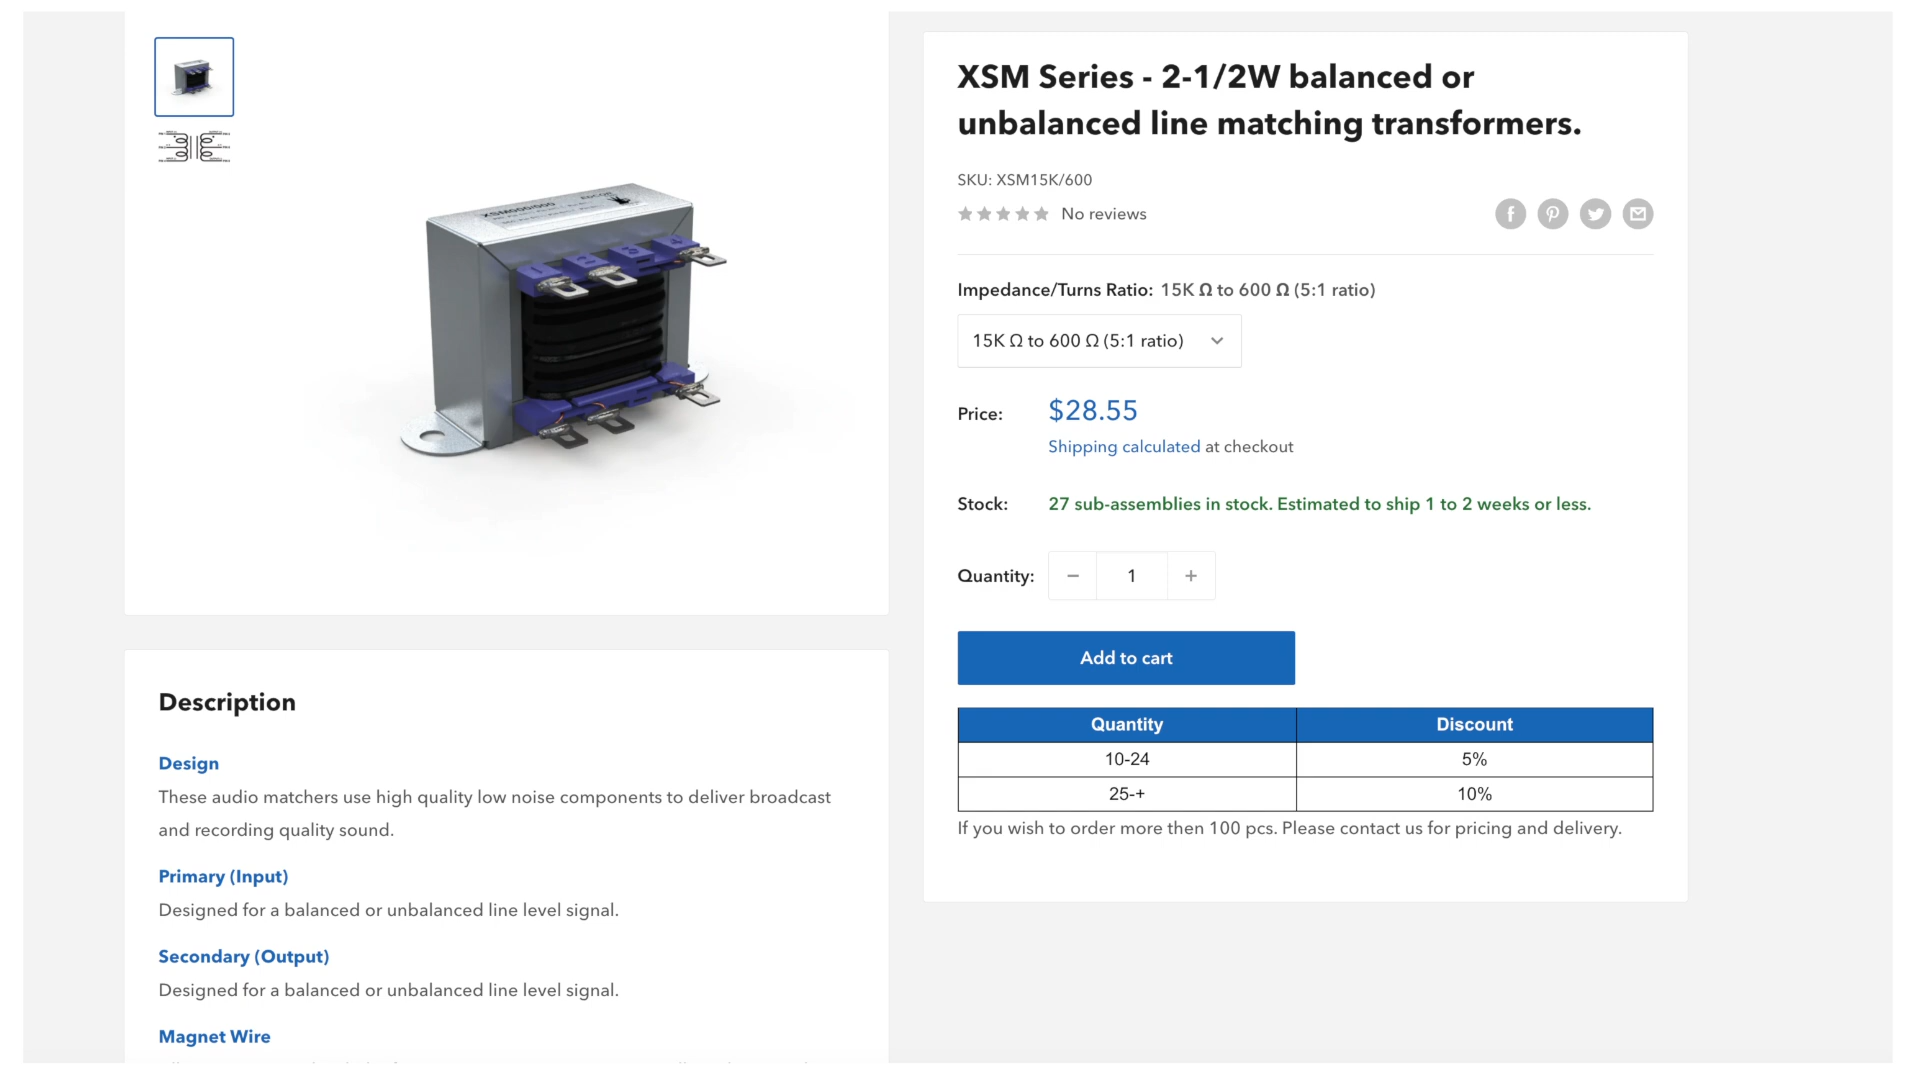 XSM Series - 2-1/2W balanced or
unbalanced line matching transformers.
SKU: XSM15K/600
No reviews
Impedance/Turns Ratio: 15K Ω to 600 Ω (5:1 ratio)
15K Ω to 600 Ω (5:1 ratio)
Price: $28.55
Shipping calculated at checkout
Stock: 27 sub-assemblies in stock. Estimated to ship 1 to 2 weeks or less.
Quantity: − 1 +
Add to cart
Quantity Discount
10-24 5%
25-+ 10%
If you wish to order more then 100 pcs. Please contact us for pricing and delivery.
1 2 3 4
Description
Design
These audio matchers use high quality low noise components to deliver broadcast
and recording quality sound.
Primary (Input)
Designed for a balanced or unbalanced line level signal.
Secondary (Output)
Designed for a balanced or unbalanced line level signal.
Magnet Wire